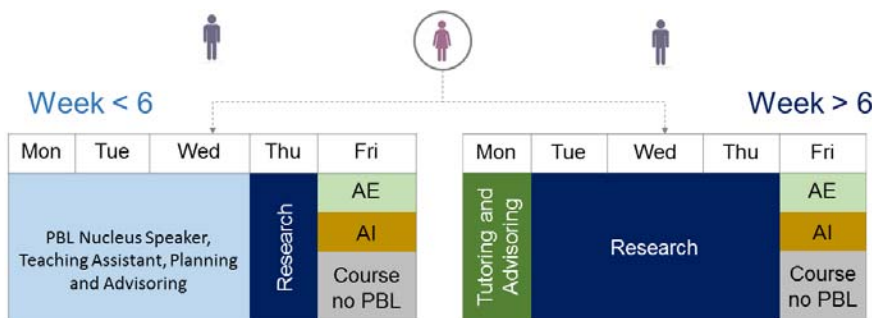 Week < 6
Week > 6
Mon Tue Wed Thu Fri
PBL Nucleus Speaker,
Teaching Assistant, Planning
and Advisoring
Research
AE
AI
Course
no PBL
Mon Tue Wed Thu Fri
Tutoring and
Advisoring
Research
AE
AI
Course
no PBL